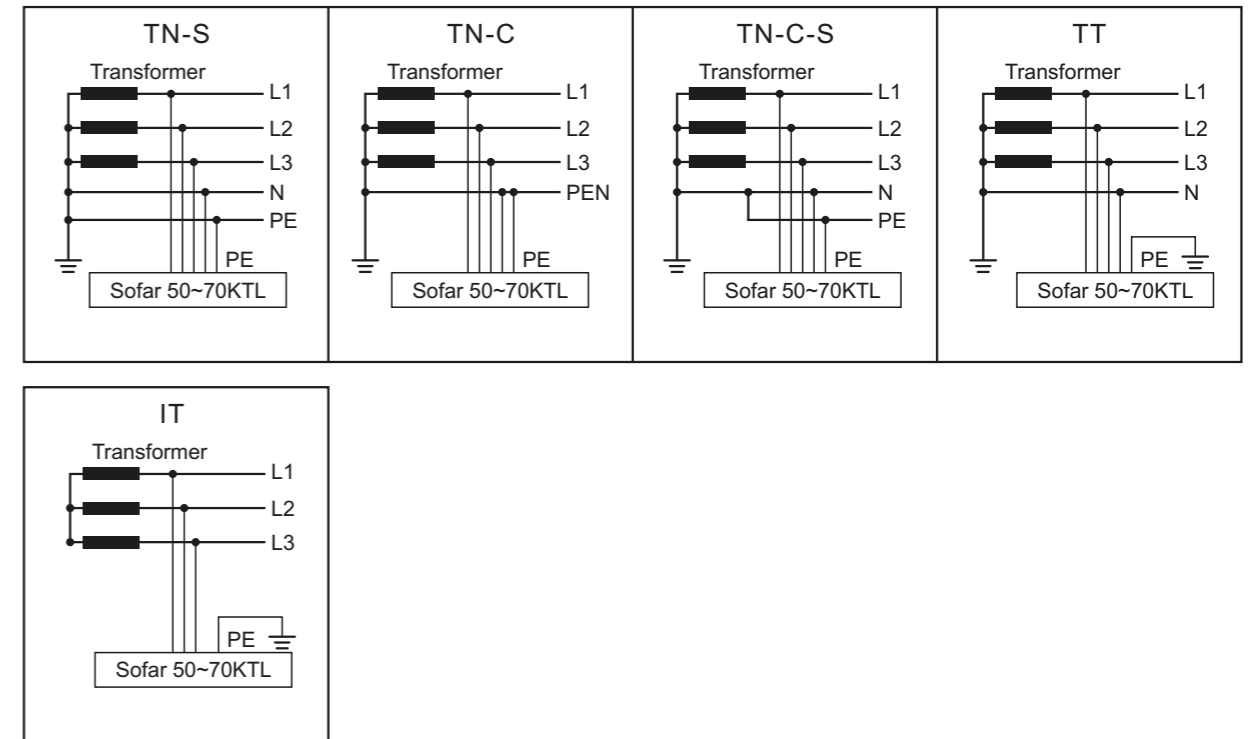 TN-S
Transformer
L1
L2
L3
N
PE
PE
Sofar 50~70KTL
TN-C
Transformer
L1
L2
L3
PEN
PE
Sofar 50~70KTL
TN-C-S
Transformer
L1
L2
L3
N
PE
PE
Sofar 50~70KTL
TT
Transformer
L1
L2
L3
N
PE
Sofar 50~70KTL
IT
Transformer
L1
L2
L3
PE
Sofar 50~70KTL